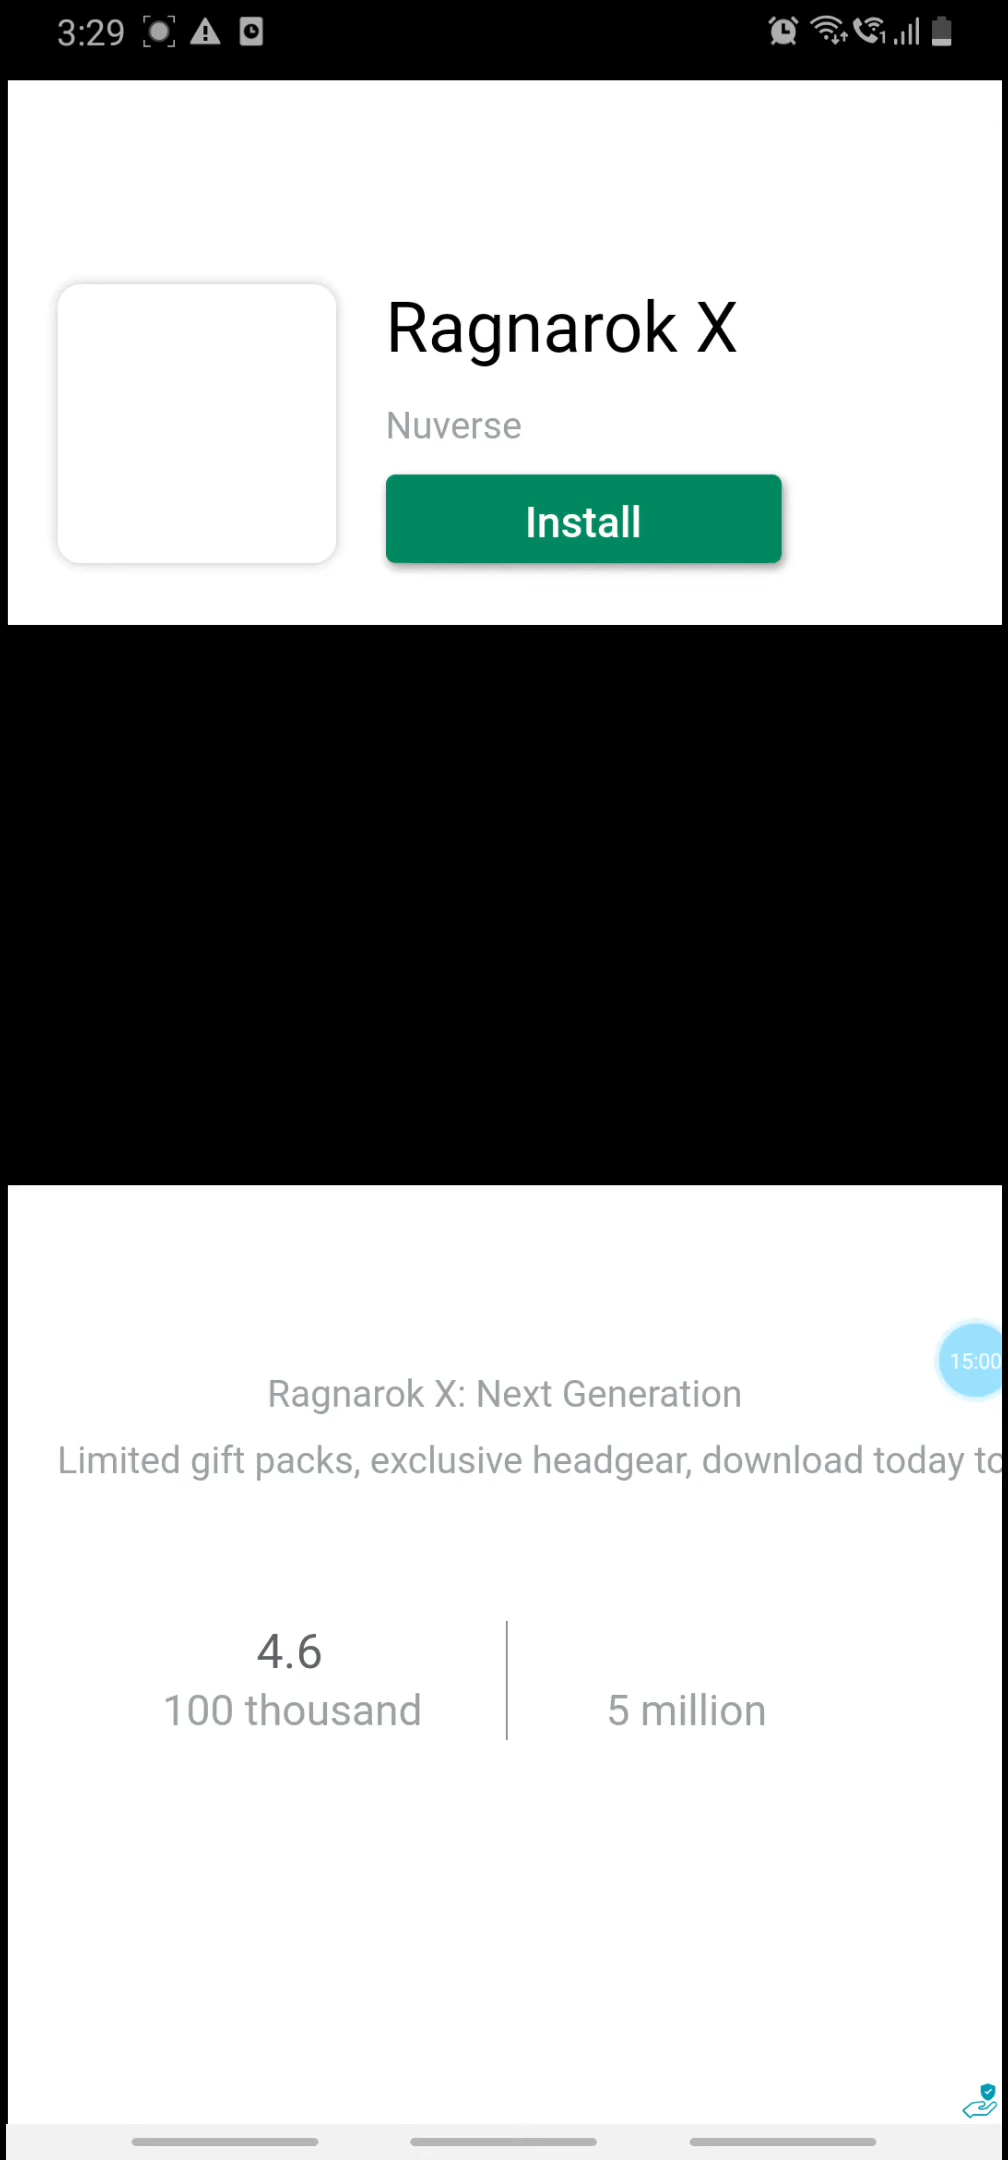 3:29
Ragnarok X
Nuverse
Install
15:00
Ragnarok X: Next Generation
Limited gift packs, exclusive headgear, download today to
4.6
100 thousand
5 million